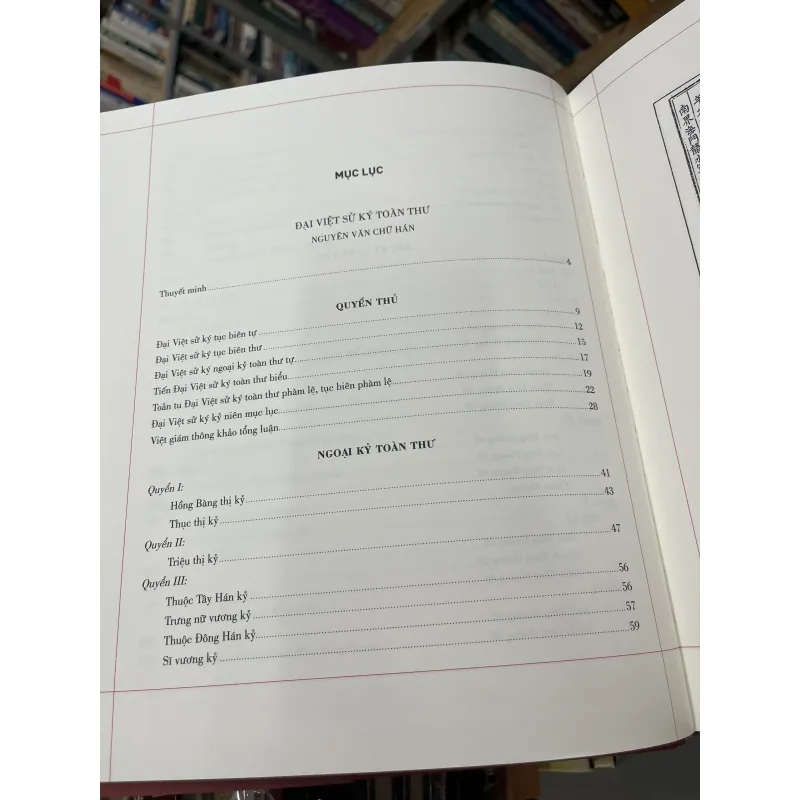 MỤC LỤC
ĐẠI VIỆT SỬ KÝ TOÀN THƯ
NGUYÊN VĂN CHỮ HÁN
Thuyết minh........4
QUYỂN THỦ
Đại Việt sử ký tục biên tự........9
Đại Việt sử ký tục biên thư........12
Đại Việt sử ký ngoại kỷ toàn thư tự........15
Tiến Đại Việt sử ký toàn thư biểu........17
Toản tu Đại Việt sử ký toàn thư phàm lệ, tục biên phàm lệ........19
Đại Việt sử ký kỷ niên mục lục........22
Việt giám thông khảo tổng luận........28
NGOẠI KỶ TOÀN THƯ
Quyển I:
Hồng Bàng thị kỷ........41
Thục thị kỷ........43
Quyển II:
Triệu thị kỷ........47
Quyển III:
Thuộc Tây Hán kỷ........56
Trưng nữ vương kỷ........56
Thuộc Đông Hán kỷ........57
Sĩ vương kỷ........59